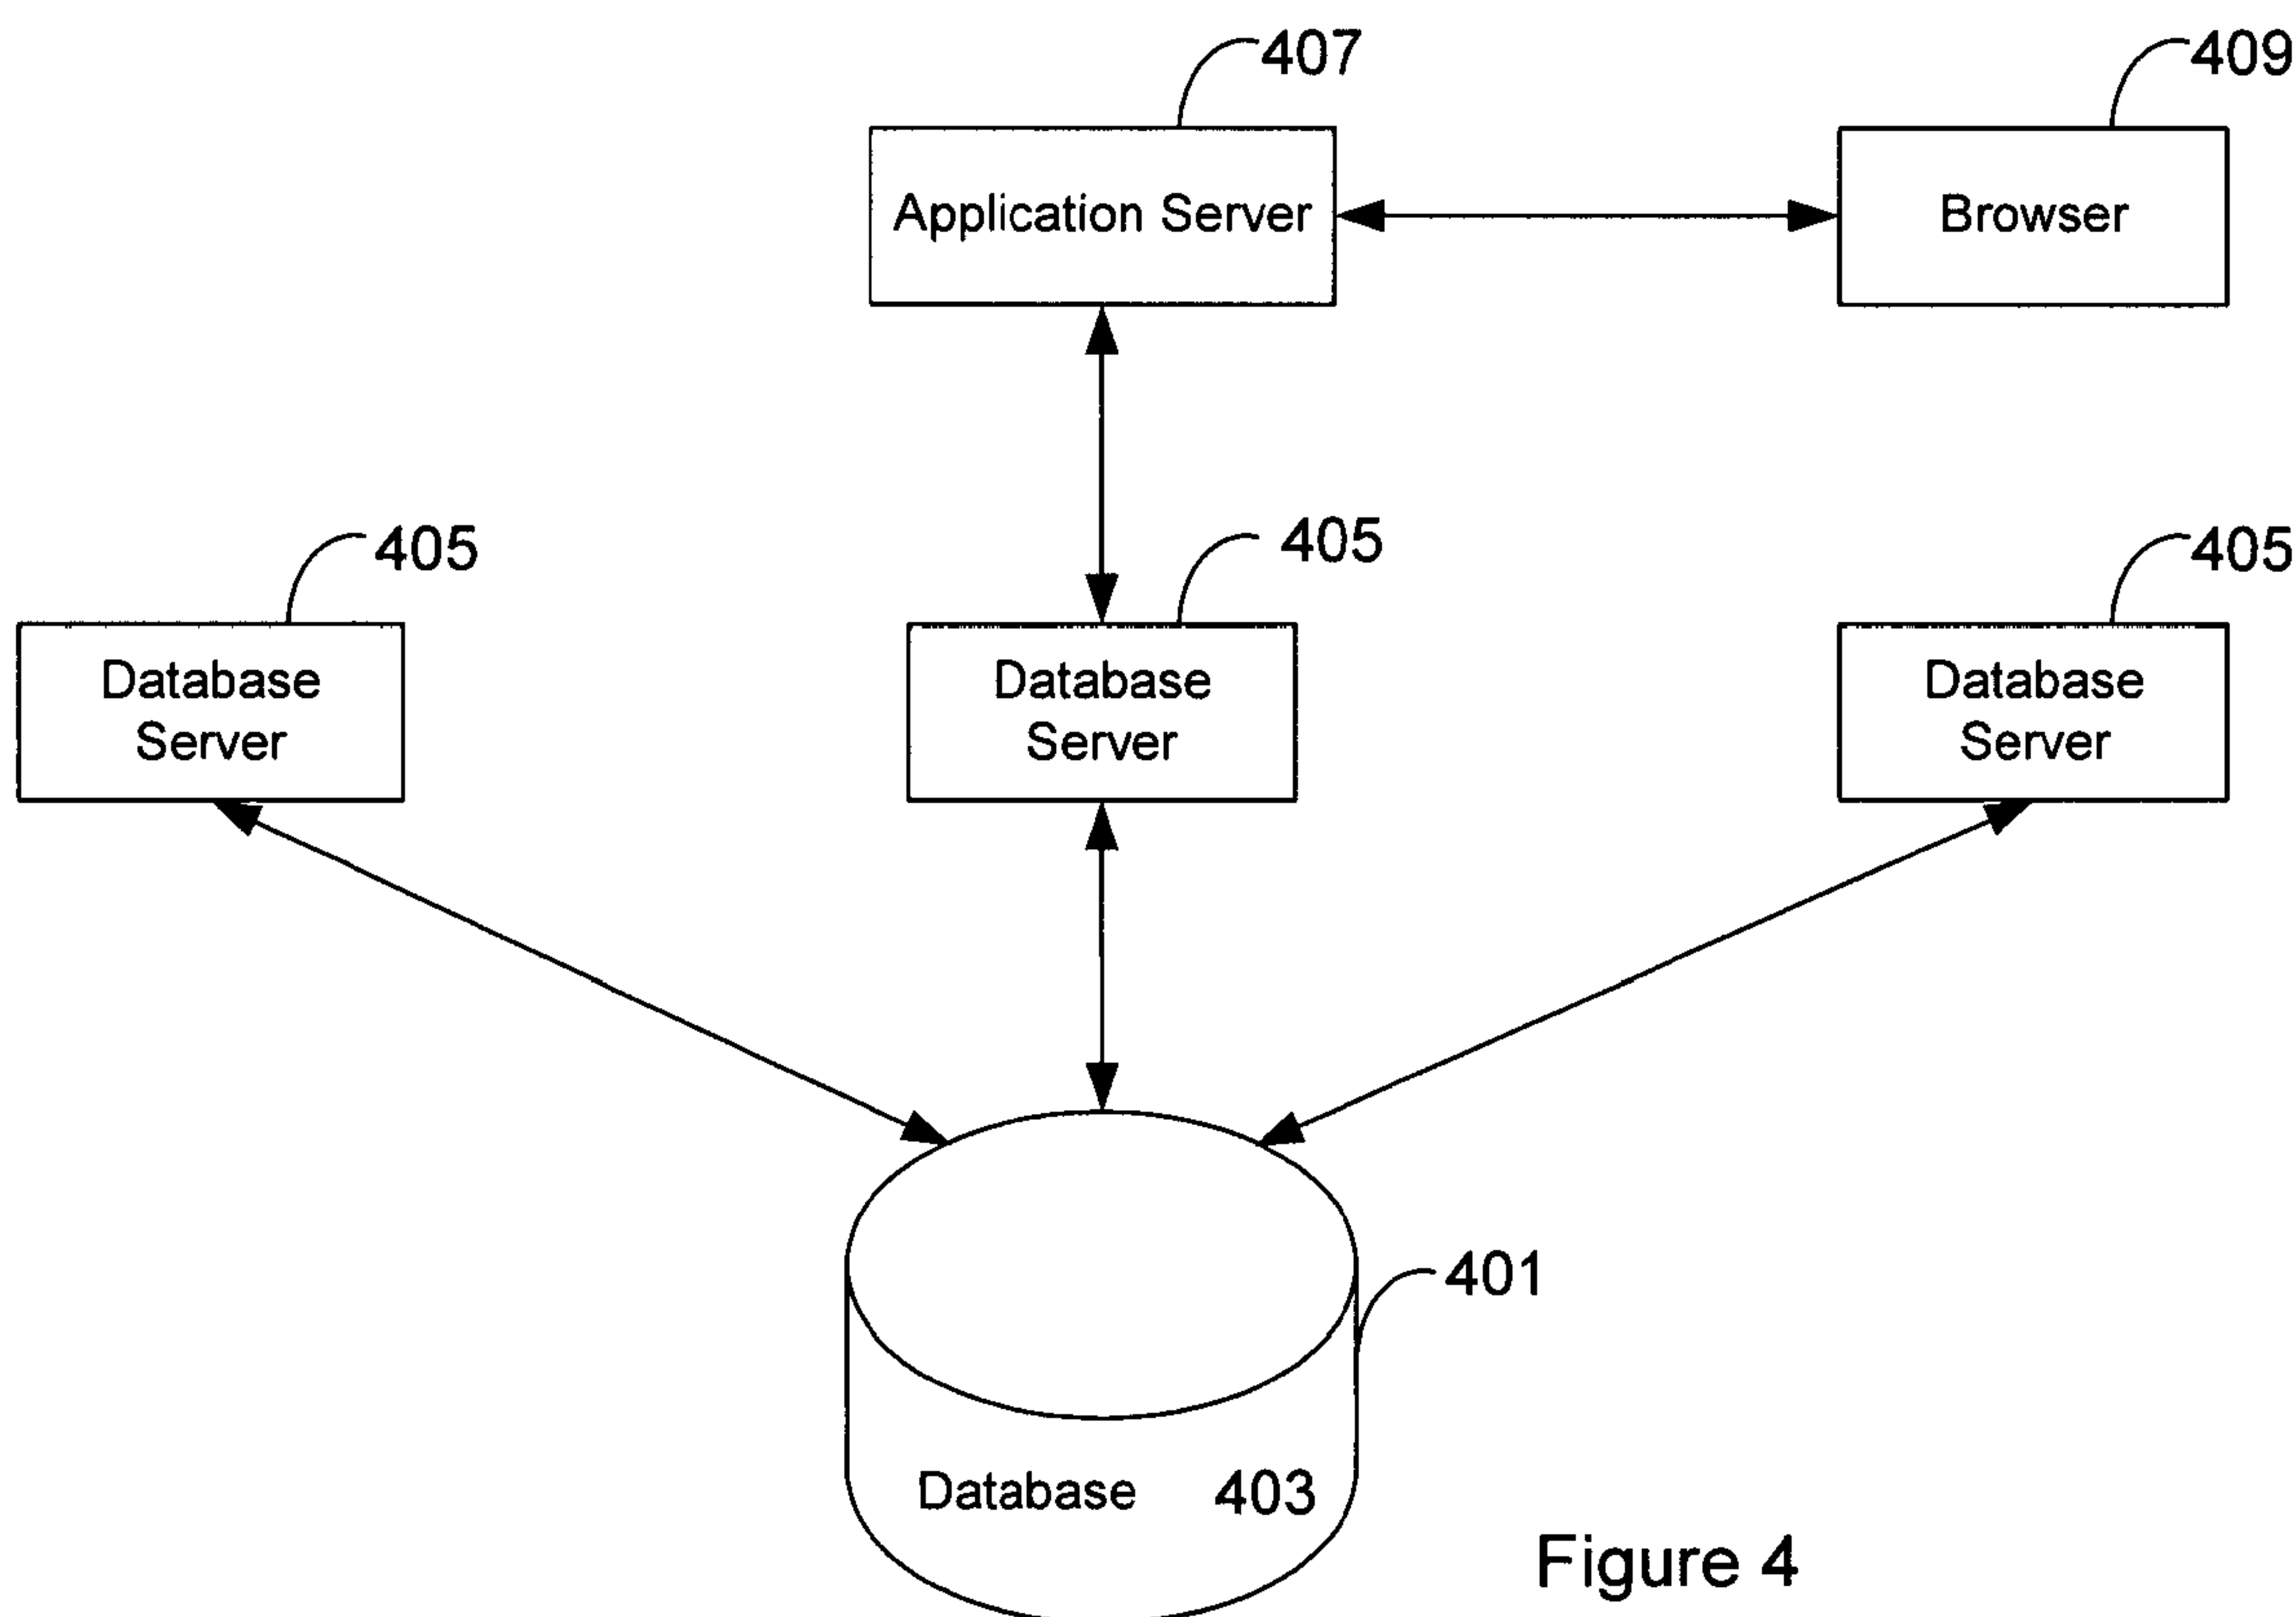 407
409
Application Server
Browser
405
405
405
Database
Server
Database
Server
Database
Server
401
Database 403
Figure 4